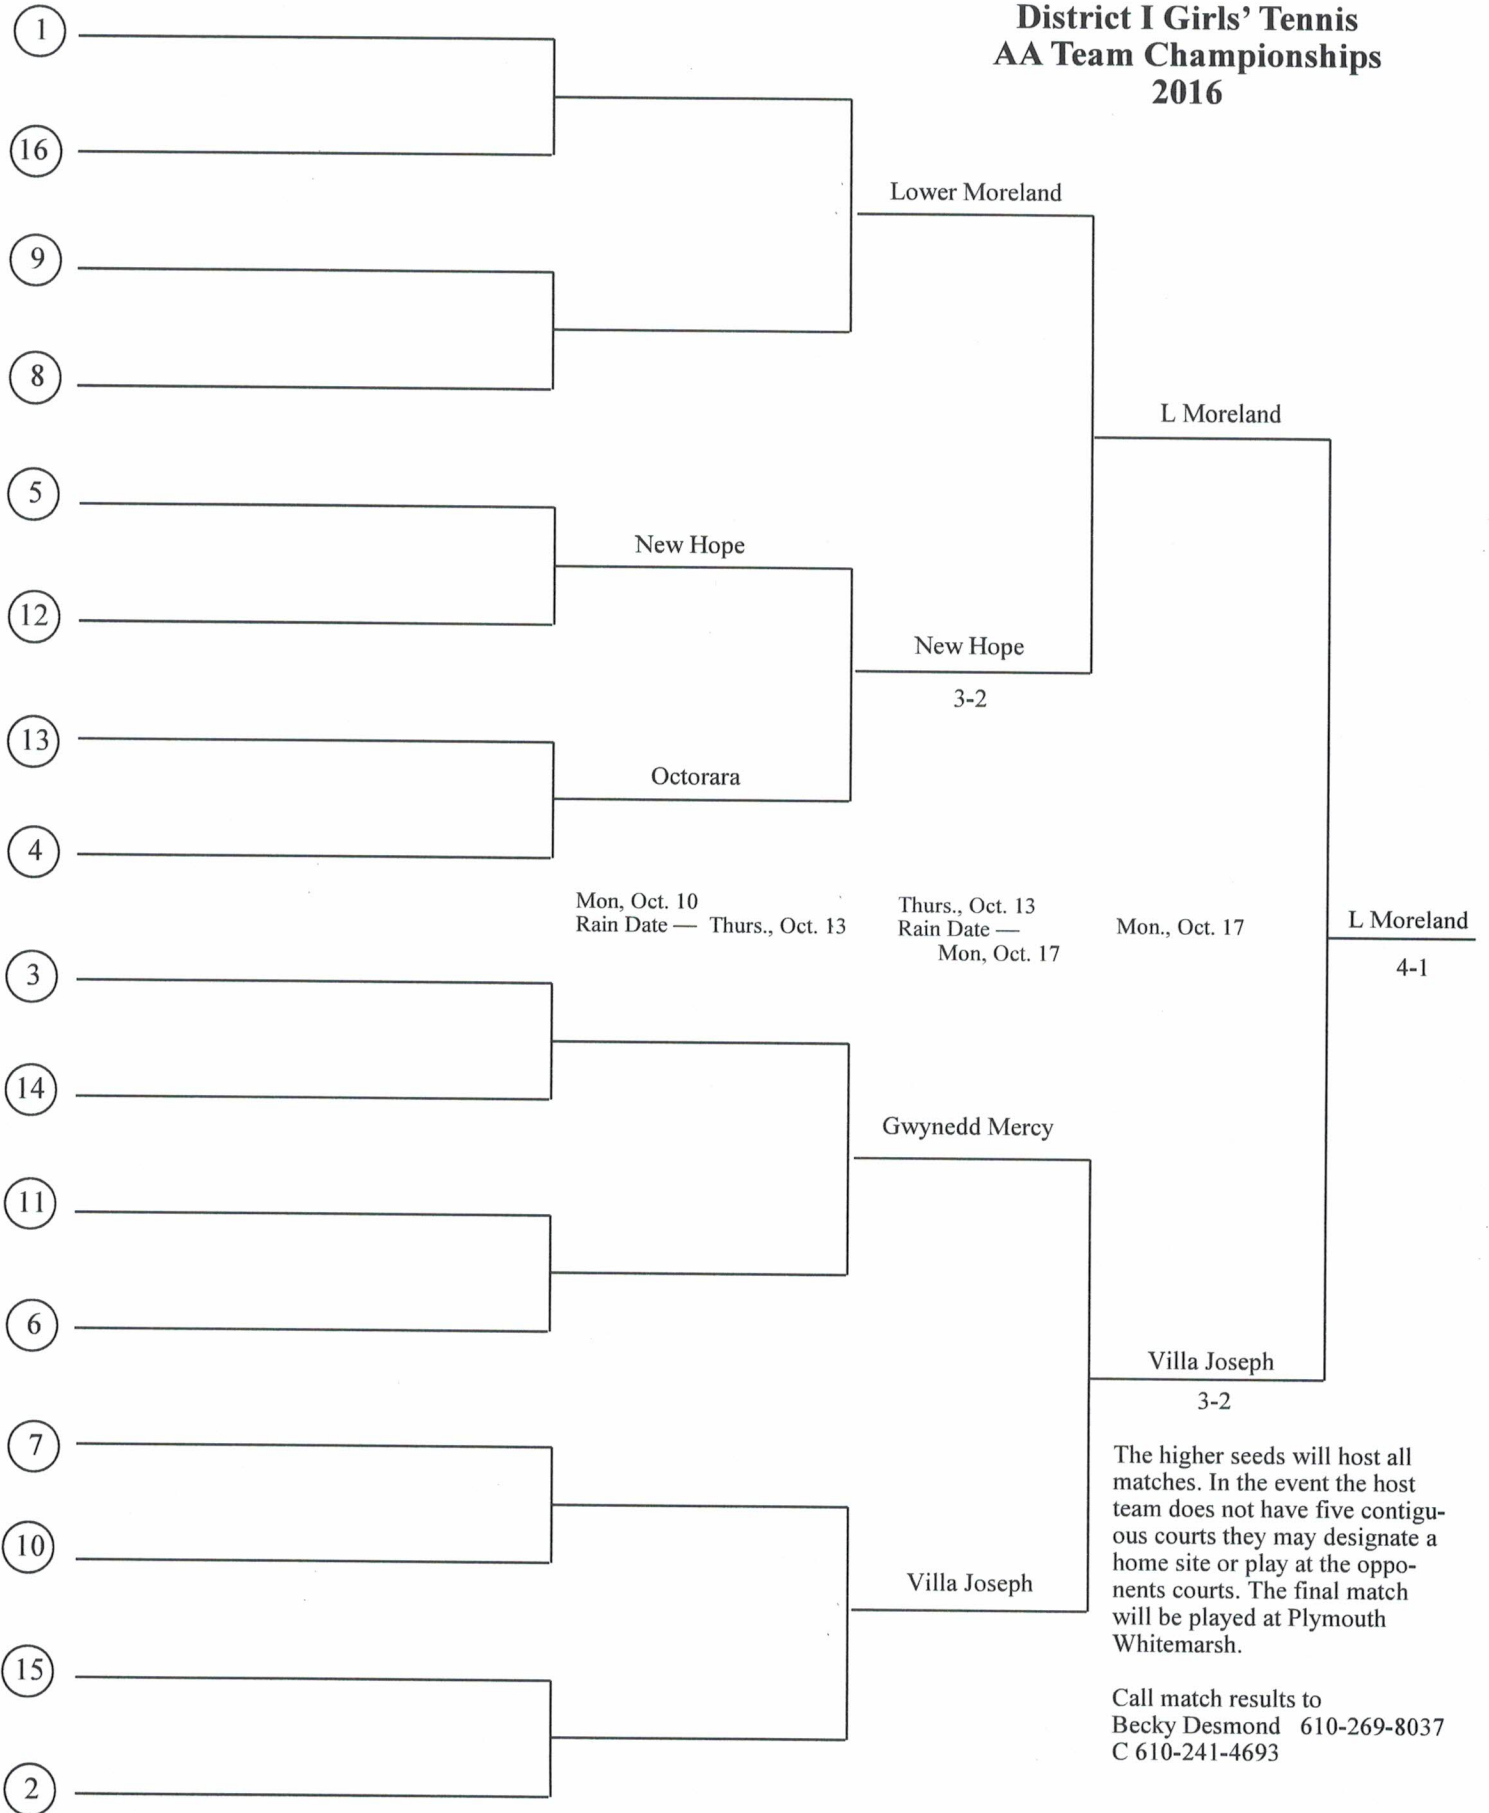 District I Girls’ Tennis
AA Team Championships
2016
1
16
Lower Moreland
9
8
L Moreland
5
New Hope
12
New Hope
3-2
13
Octorara
4
Mon, Oct. 10
Rain Date — Thurs., Oct. 13
Thurs., Oct. 13
Rain Date —
Mon, Oct. 17
Mon., Oct. 17
L Moreland
4-1
3
14
Gwynedd Mercy
11
6
Villa Joseph
3-2
7
10
Villa Joseph
15
2
The higher seeds will host all
matches. In the event the host
team does not have five contigu-
ous courts they may designate a
home site or play at the oppo-
nents courts. The final match
will be played at Plymouth
Whitemarsh.
Call match results to
Becky Desmond 610-269-8037
C 610-241-4693